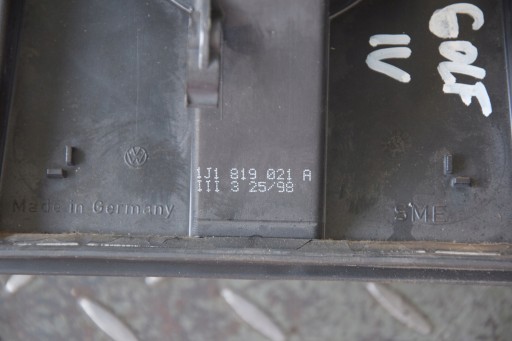 GOLF
IV
1J1 819 021 A
III 3 25/98
Made in Germany
SME